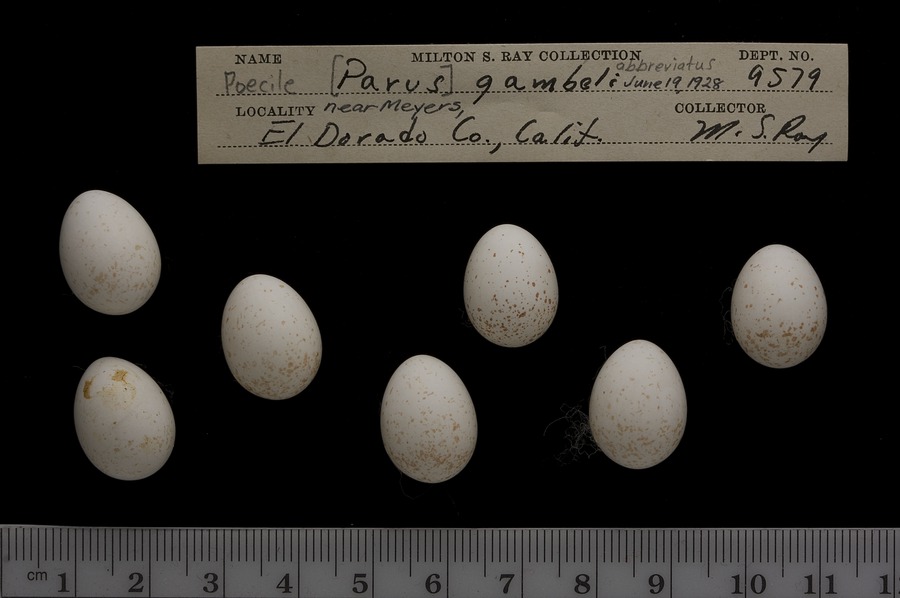 NAME MILTON S. RAY COLLECTION DEPT. NO.
abbreviatus
Poecile [Parus] gambeli June 19, 1928 9579
LOCALITY near Meyers, COLLECTOR
El Dorado Co., Calif. M. S. Ray
cm 1 2 3 4 5 6 7 8 9 10 11 1